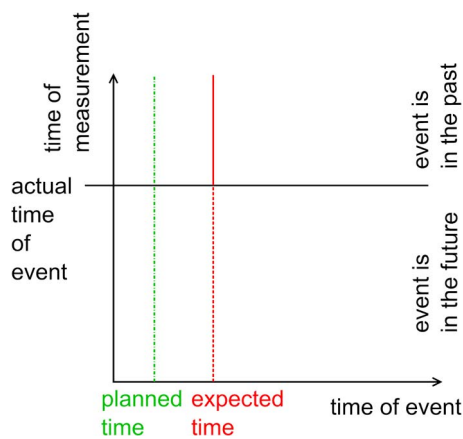 time of
measurement
event is
in the past
actual
time
of
event
event is
in the future
planned
time
expected
time
time of event